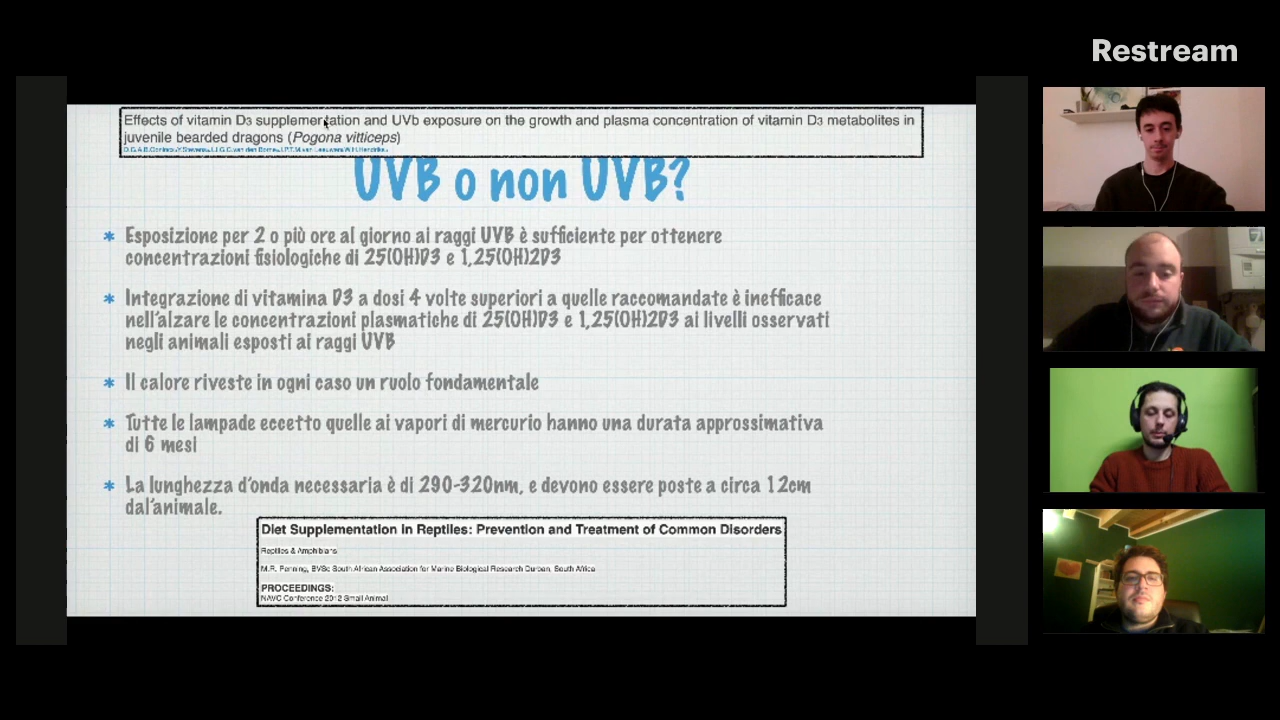 Restream
Effects of vitamin D3 supplementation and UVb exposure on the growth and plasma concentration of vitamin D3 metabolites in
juvenile bearded dragons (Pogona vitticeps)
UVB o non UVB?
* Esposizione per 2 o più ore al giorno ai raggi UVB è sufficiente per ottenere
concentrazioni fisiologiche di 25(OH)D3 e 1,25(OH)2D3
* Integrazione di vitamina D3 a dosi 4 volte superiori a quelle raccomandate è inefficace
nell'alzare le concentrazioni plasmatiche di 25(OH)D3 e 1,25(OH)2D3 ai livelli osservati
negli animali esposti ai raggi UVB
* Il calore riveste in ogni caso un ruolo fondamentale
* Tutte le lampade eccetto quelle ai vapori di mercurio hanno una durata approssimativa
di 6 mesi
* La lunghezza d'onda necessaria è di 290-320nm, e devono essere poste a circa 12cm
dal'animale.
Diet Supplementation in Reptiles: Prevention and Treatment of Common Disorders
Reptiles & Amphibians
M.R. Penning, BVSc South African Association for Marine Biological Research Durban, South Africa
PROCEEDINGS:
NAVC Conference 2012 Small Animal